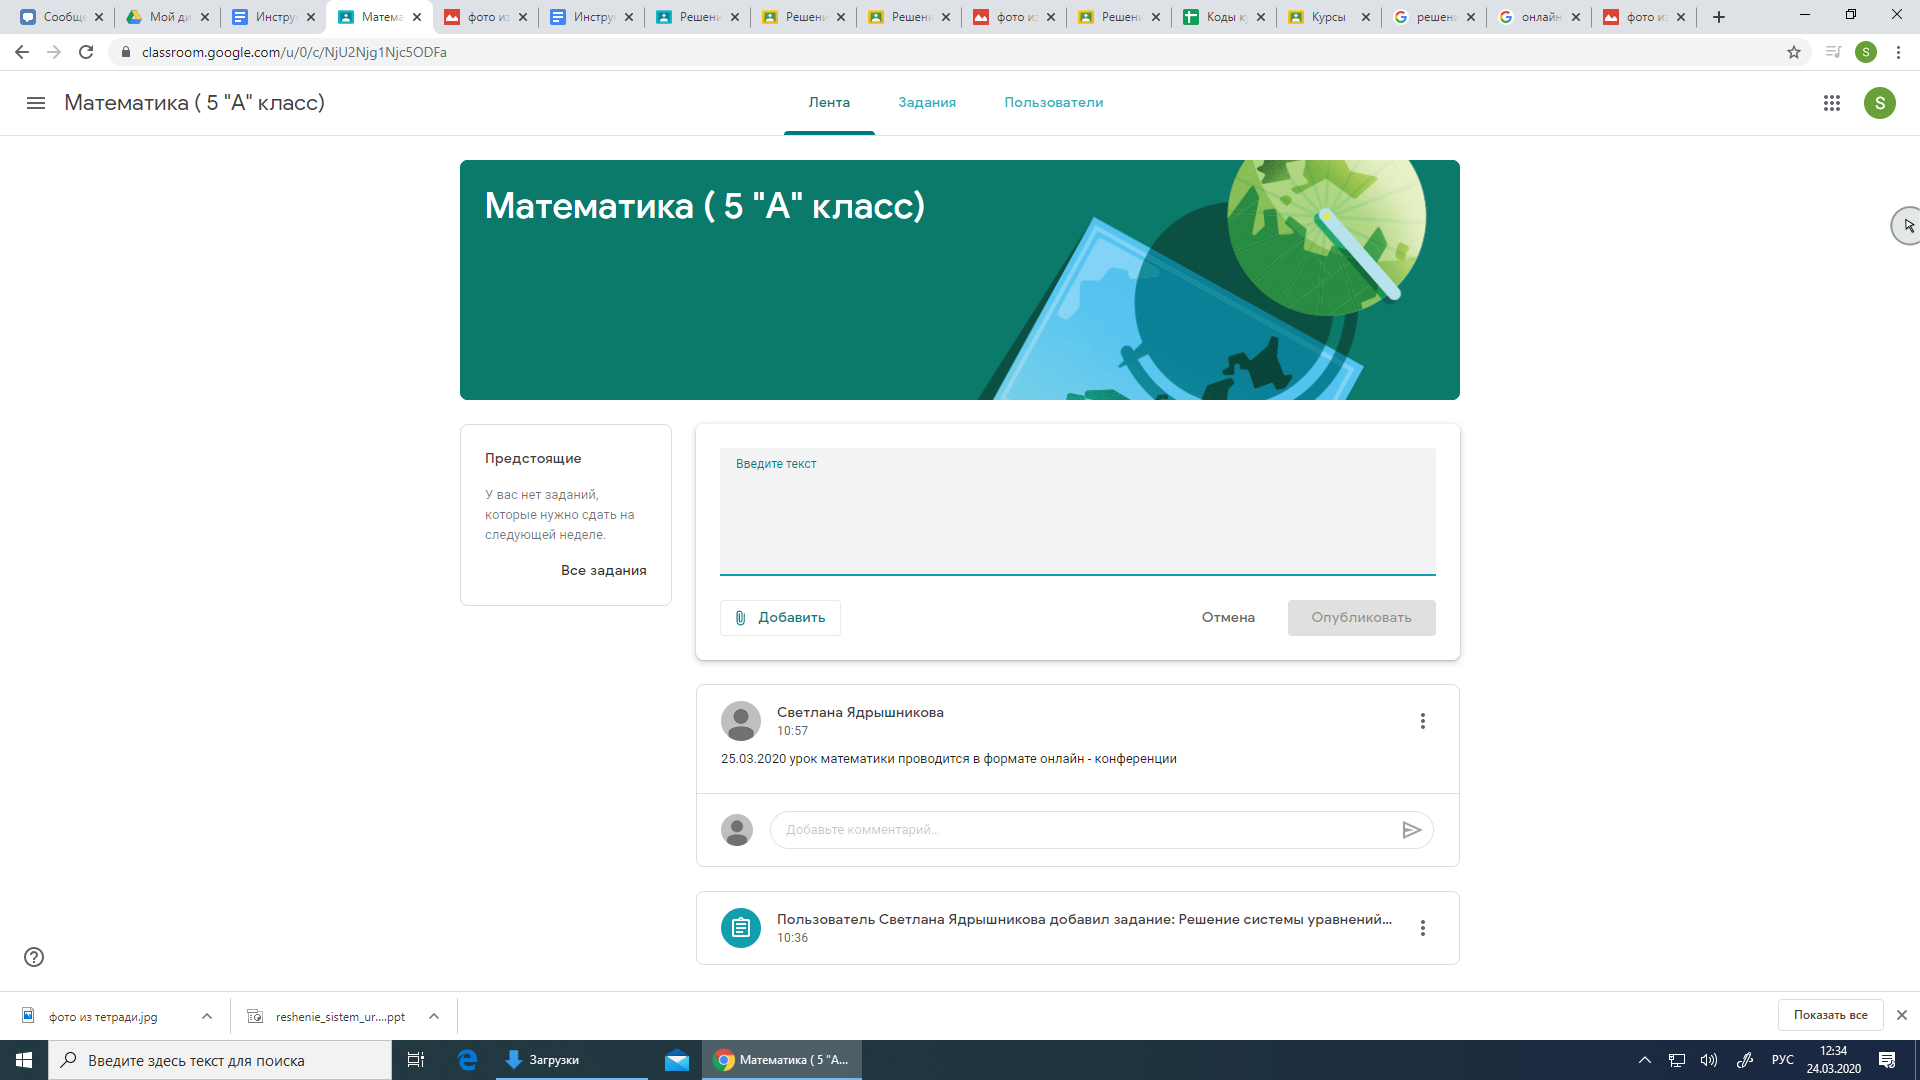 Сообще
Мой ди
Инстру
Матема
фото из
Инстру
Решени
Решени
Решени
фото из
Решени
Коды к
Курсы
решени
онлайн
фото из
classroom.google.com/u/0/c/NjU2Njg1Njc5ODFa
S
Математика ( 5 "А" класс)
Лента
Задания
Пользователи
S
Математика ( 5 "А" класс)
Предстоящие
У вас нет заданий,
которые нужно сдать на
следующей неделе.
Все задания
Введите текст
Добавить
Отмена
Опубликовать
Светлана Ядрышникова
10:57
25.03.2020 урок математики проводится в формате онлайн - конференции
Добавьте комментарий...
Пользователь Светлана Ядрышникова добавил задание: Решение системы уравнений...
10:36
фото из тетради.jpg
reshenie_sistem_ur....ppt
Показать все
Введите здесь текст для поиска
Загрузки
Математика ( 5 "А...
РУС
12:34
24.03.2020